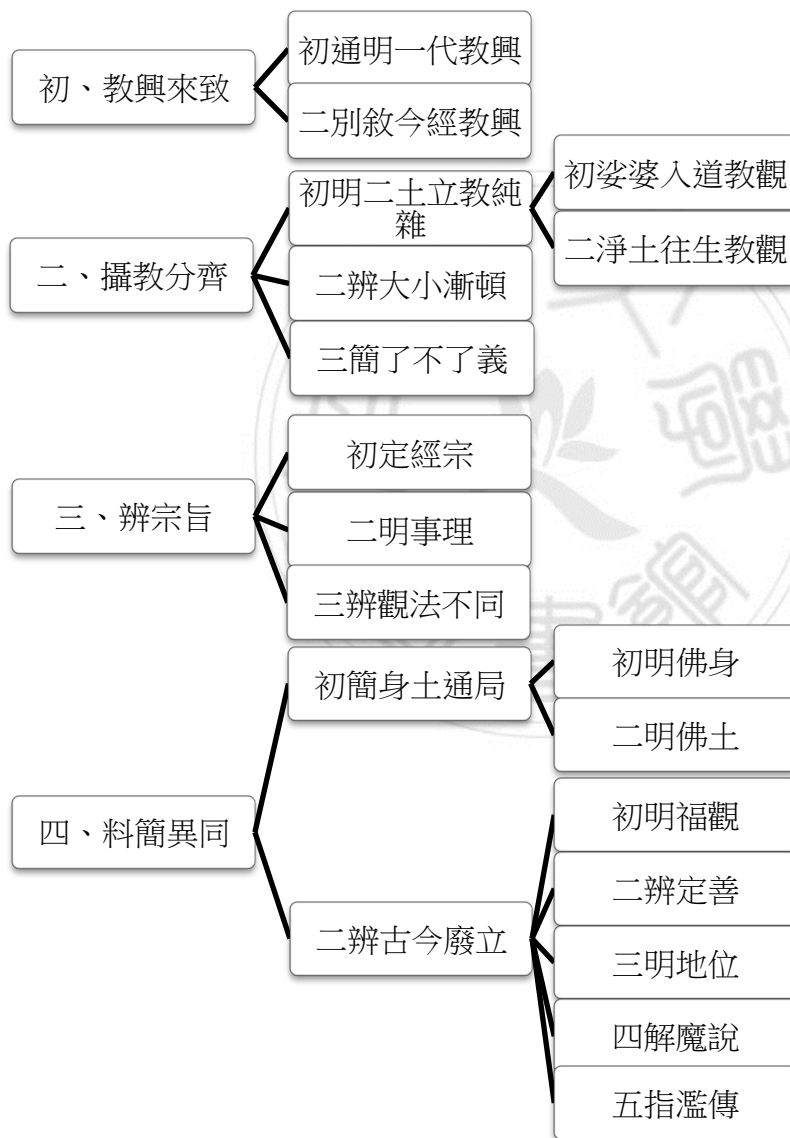 初、教興來致
初通明一代教興
二別敘今經教興
二、攝教分齊
初明二土立教純
雜
初娑婆入道教觀
二淨土往生教觀
二辨大小漸頓
三簡了不了義
三、辨宗旨
初定經宗
二明事理
三辨觀法不同
四、料簡異同
初簡身土通局
初明佛身
二明佛土
二辨古今廢立
初明福觀
二辨定善
三明地位
四解魔說
五指濫傳